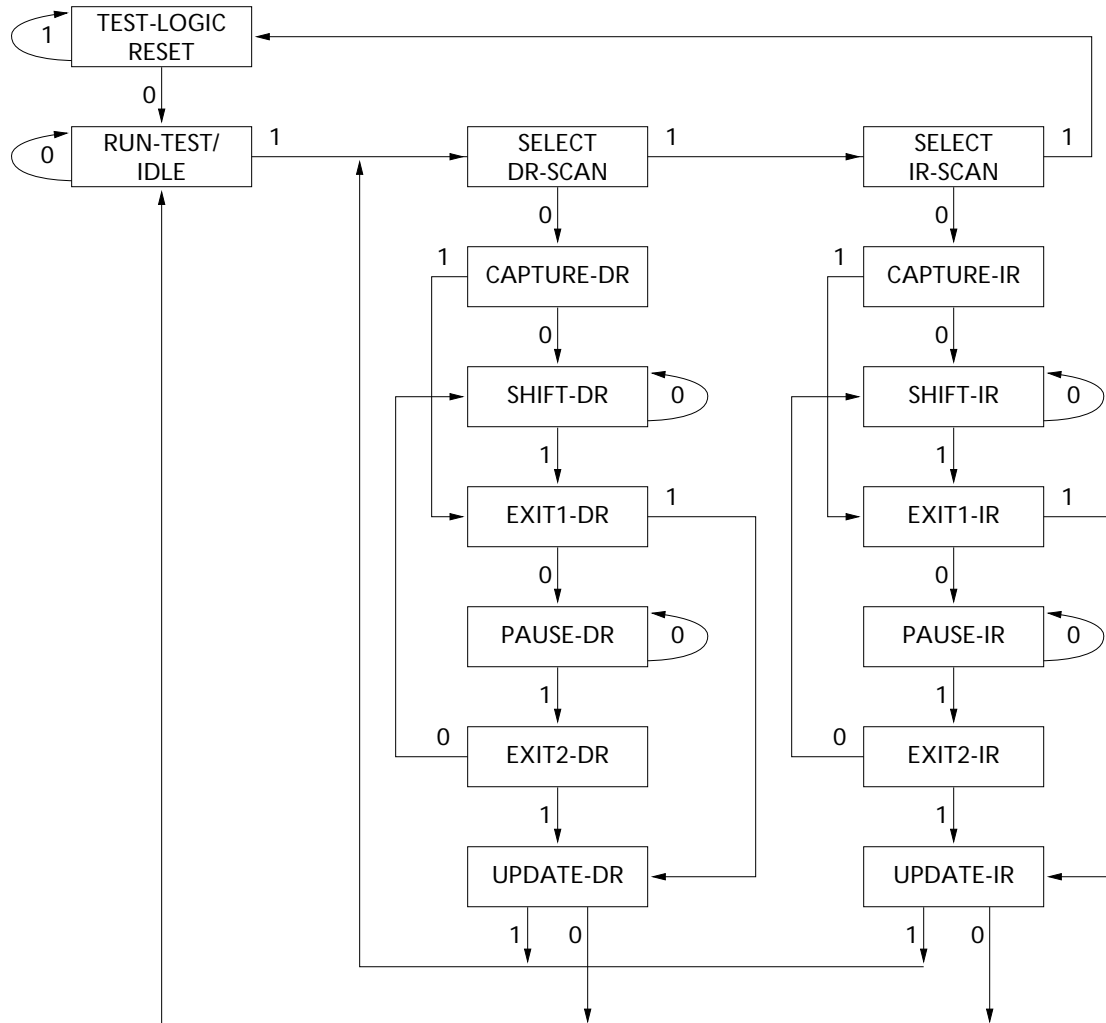 TEST-LOGIC
RESET
1
0
RUN-TEST/
IDLE
0
1
SELECT
DR-SCAN
1
SELECT
IR-SCAN
1
0
0
1
CAPTURE-DR
1
CAPTURE-IR
0
0
SHIFT-DR
0
SHIFT-IR
0
1
1
EXIT1-DR
1
EXIT1-IR
1
0
0
PAUSE-DR
0
PAUSE-IR
0
1
1
0
EXIT2-DR
0
EXIT2-IR
1
1
UPDATE-DR
UPDATE-IR
1
0
1
0